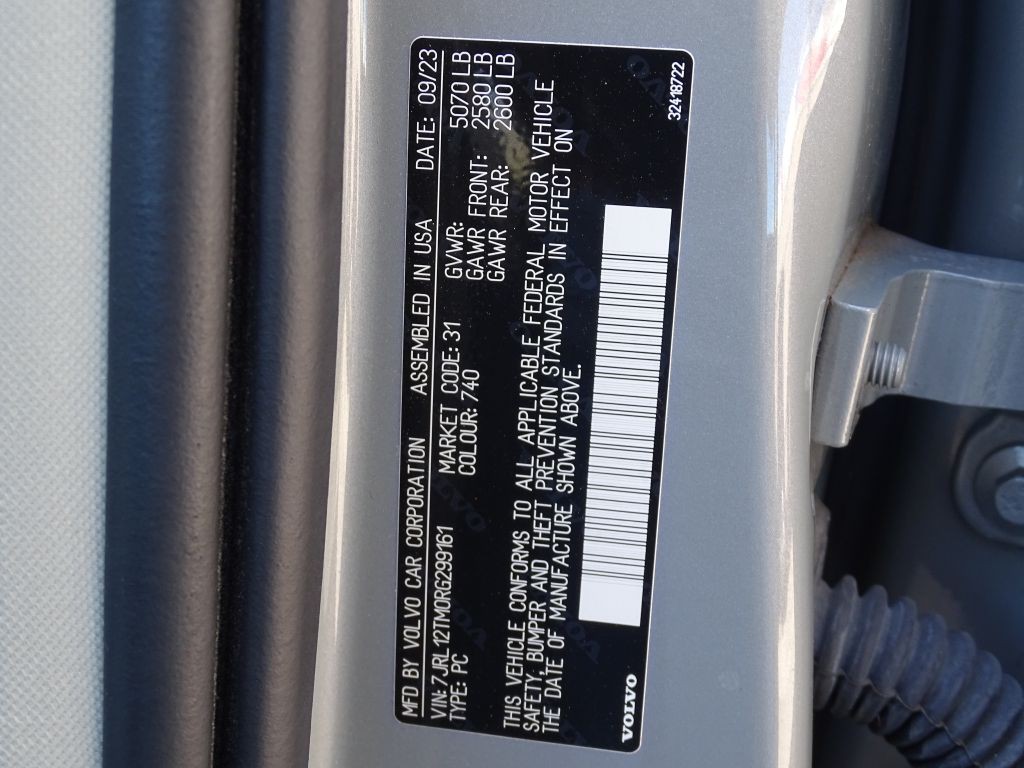 MFD BY VOLVO CAR CORPORATION ASSEMBLED IN USA DATE: 09/23
VIN: 7JRL12TM0RG299161
TYPE: PC MARKET CODE: 31 GVWR: 5070 LB
COLOUR: 740 GAWR FRONT: 2580 LB
GAWR REAR: 2600 LB
THIS VEHICLE CONFORMS TO ALL APPLICABLE FEDERAL MOTOR VEHICLE
SAFETY, BUMPER AND THEFT PREVENTION STANDARDS IN EFFECT ON
THE DATE OF MANUFACTURE SHOWN ABOVE.
VOLVO 32418722